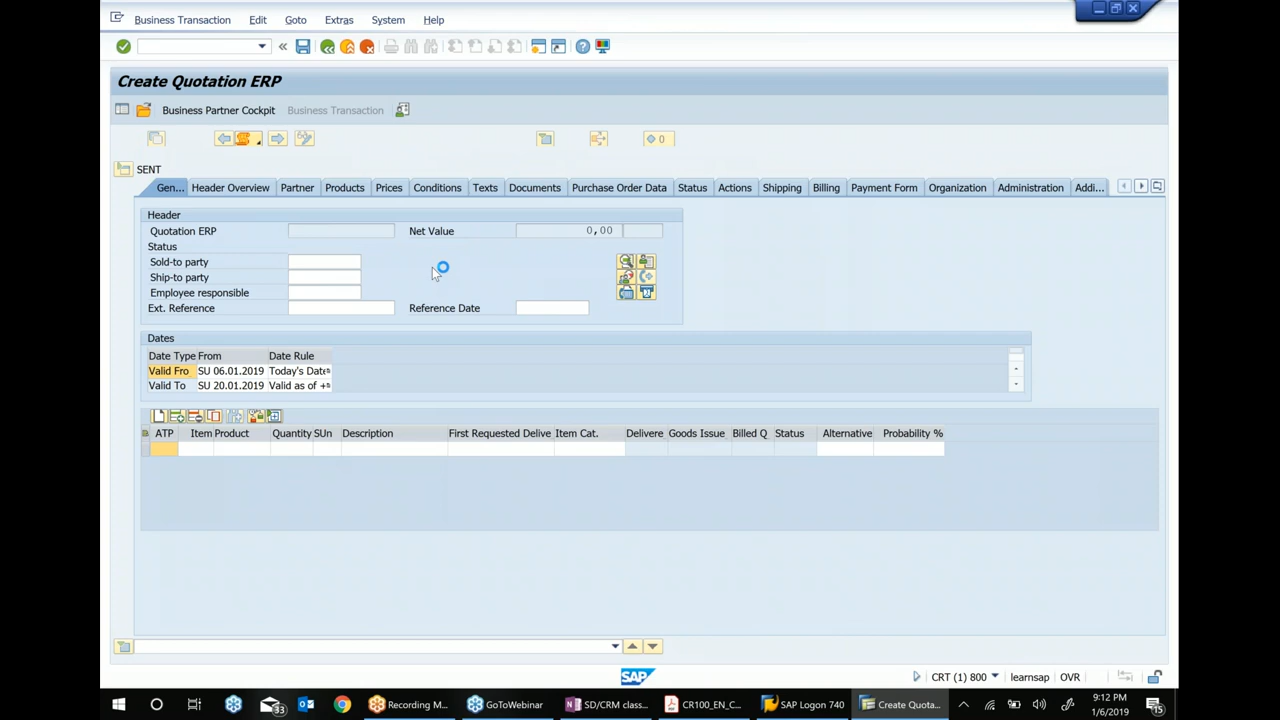 Business Transaction Edit Goto Extras System Help
Create Quotation ERP
Business Partner Cockpit Business Transaction
0
SENT
Gen... Header Overview Partner Products Prices Conditions Texts Documents Purchase Order Data Status Actions Shipping Billing Payment Form Organization Administration Addi...
Header
Quotation ERP Net Value 0,00
Status
Sold-to party
Ship-to party
Employee responsible
Ext. Reference Reference Date
Dates
Date Type From Date Rule
Valid Fro SU 06.01.2019 Today's Date
Valid To SU 20.01.2019 Valid as of +
ATP Item Product Quantity SUn Description First Requested Delive Item Cat. Delivere Goods Issue Billed Q Status Alternative Probability %
SAP
CRT (1) 800 learnsap OVR
33 Recording M... GoToWebinar SD/CRM class... CR100_EN_C... SAP Logon 740 Create Quota... 9:12 PM
1/6/2019 15